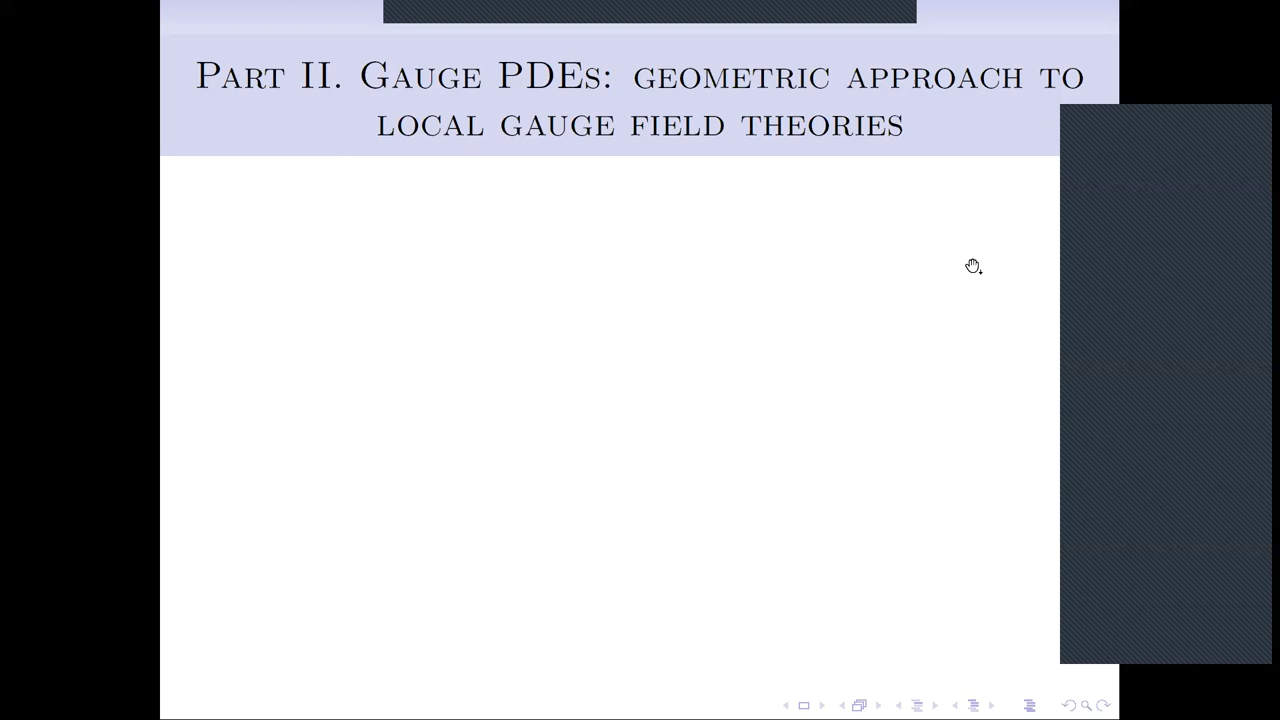 Part II. Gauge PDEs: geometric approach to
local gauge field theories